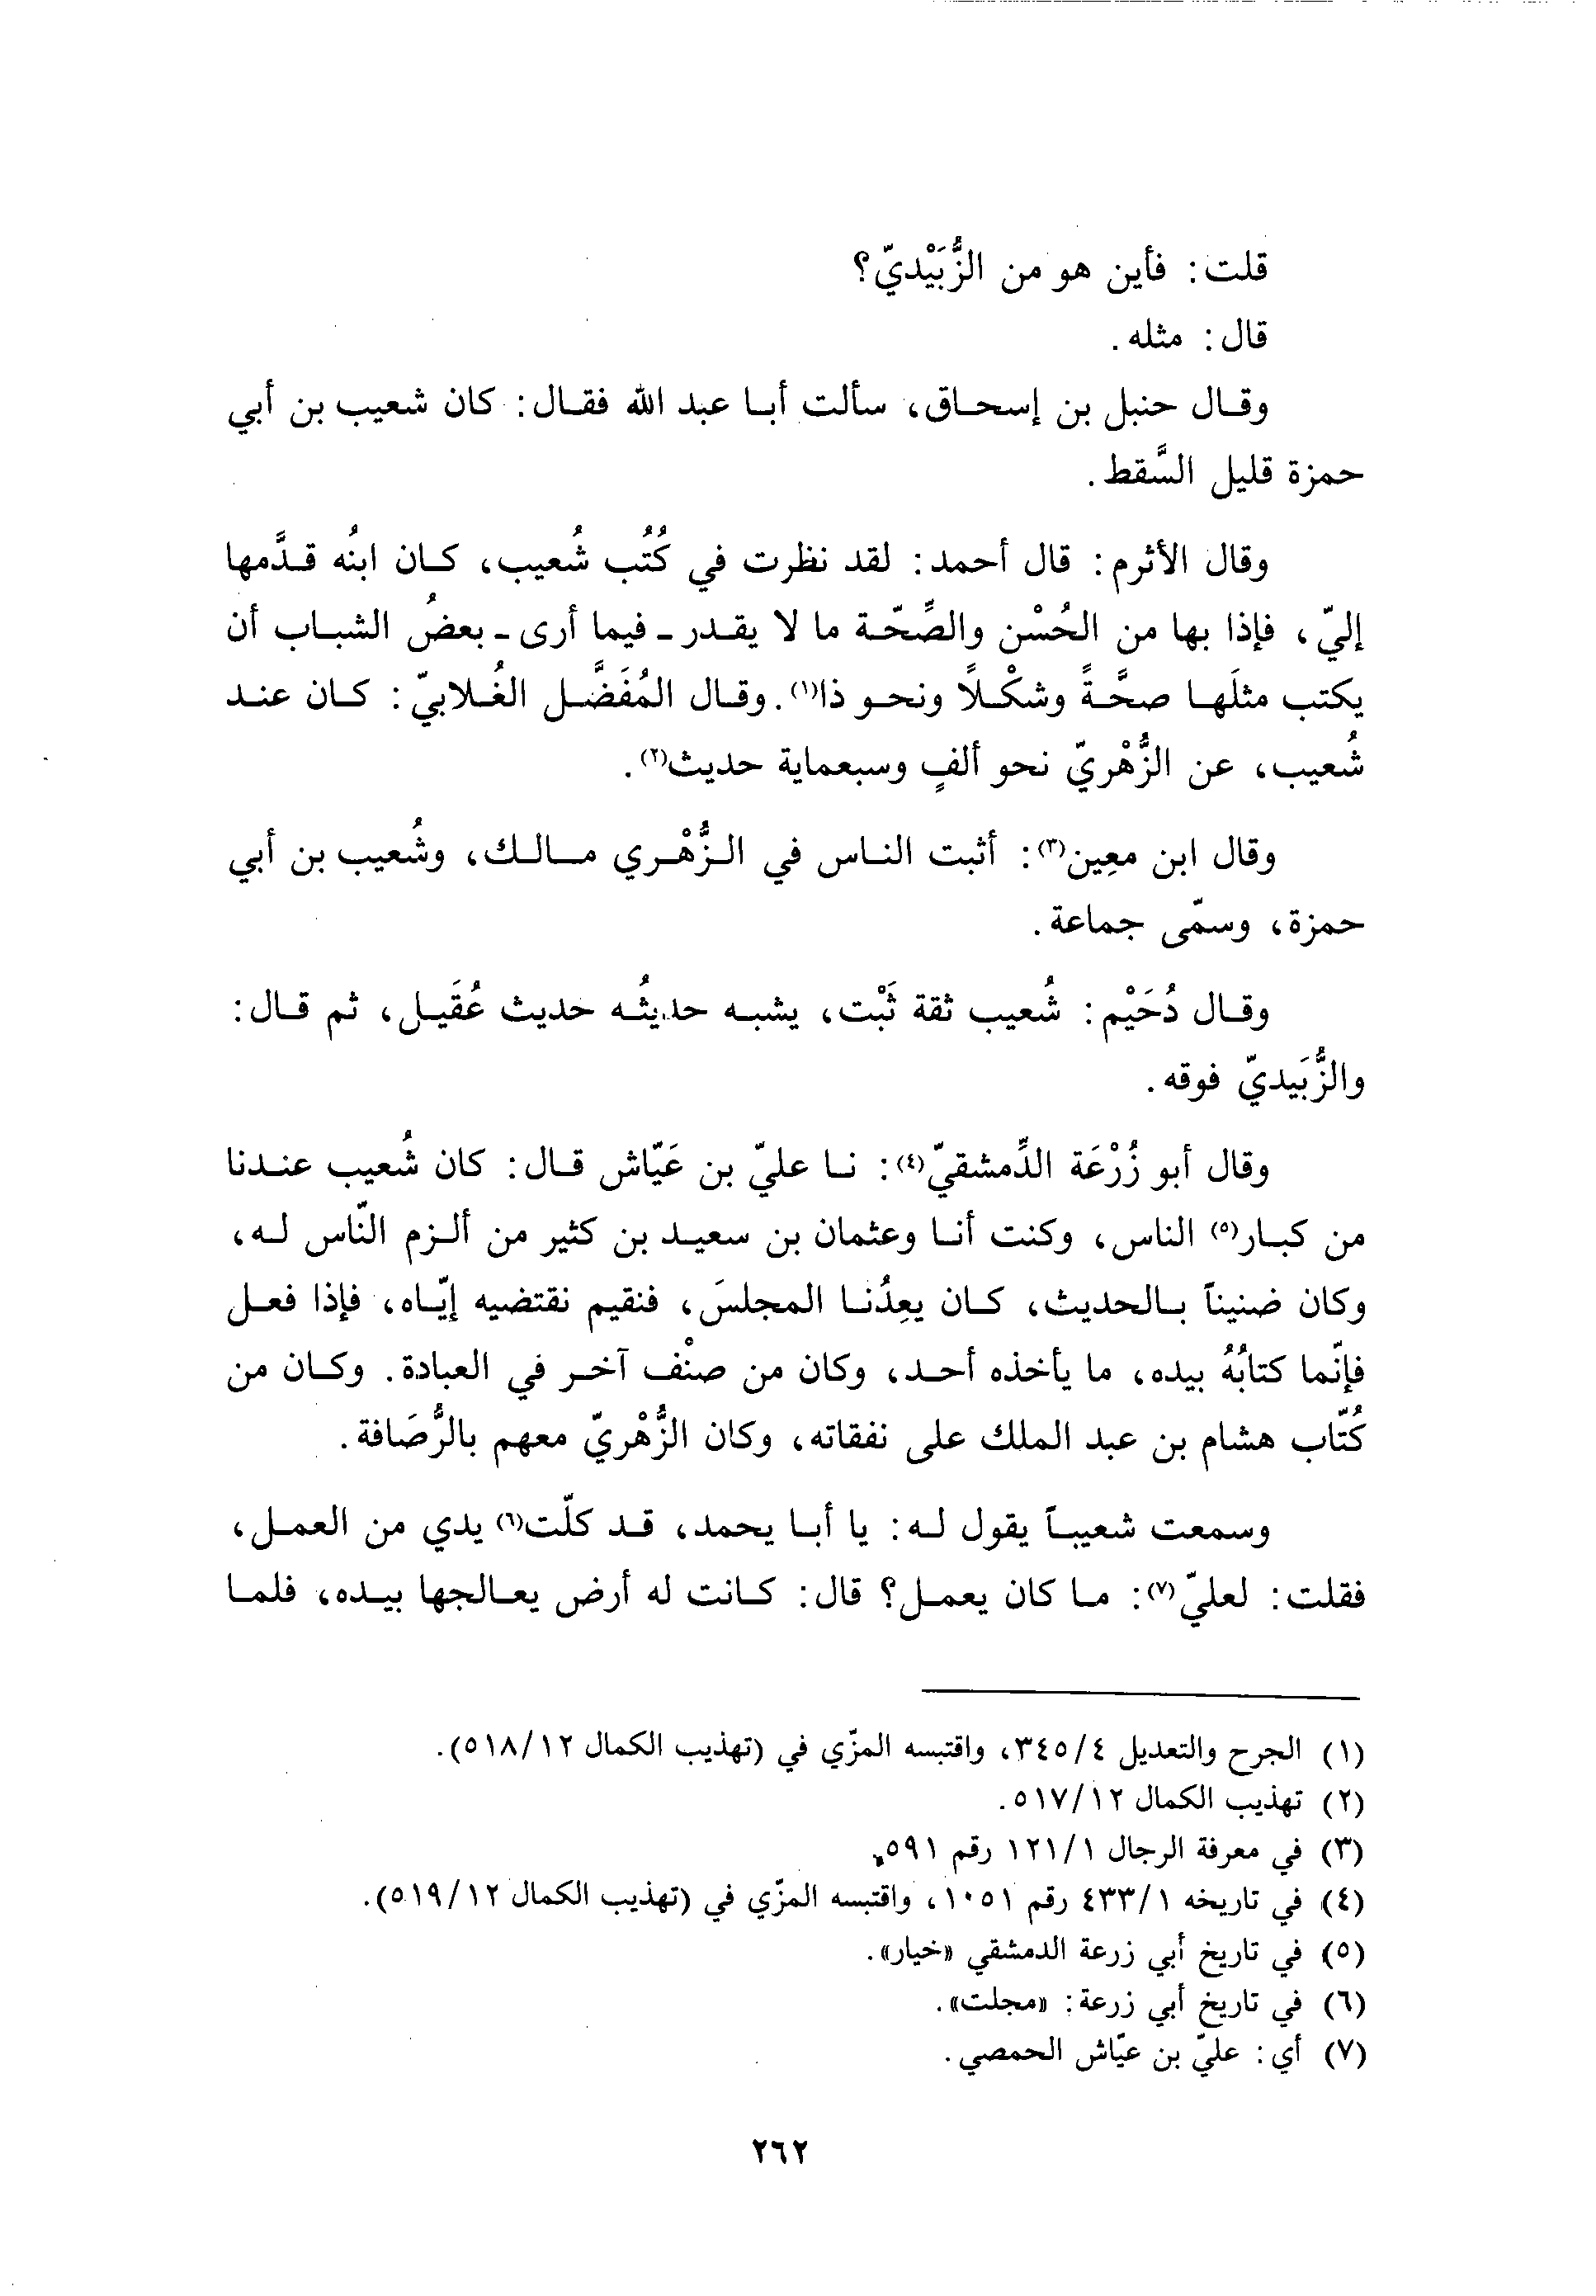 قلت: فأين هو من الزُّبَيْديّ؟
قال: مثله.
وقال حنبل بن إسحاق، سألت أبا عبد الله فقال: كان شعيب بن أبي
حمزة قليل السَّقط.
وقال الأثرم: قال أحمد: لقد نظرت في كُتُب شُعيب، كان ابنُه قدَّمها
إليّ، فإذا بها من الحُسْن والصِّحّة ما لا يقدر ـ فيما أرى ـ بعضُ الشباب أن
يكتب مثلَها صحَّةً وشكْلاً ونحو ذا(١). وقال المُفَضَّل الغُلابيّ: كان عند
شُعيب، عن الزُّهْريّ نحو ألفٍ وسبعماية حديث(٢).
وقال ابن معِين(٣): أثبت الناس في الزُّهْري مالك، وشُعيب بن أبي
حمزة، وسمّى جماعة.
وقال دُحَيْم: شُعيب ثقة ثَبْت، يشبه حديثُه حديث عُقَيل، ثم قال:
والزُّبَيديّ فوقه.
وقال أبو زُرْعَة الدِّمشقيّ(٤): نا عليّ بن عَيّاش قال: كان شُعيب عندنا
من كبار(٥) الناس، وكنت أنا وعثمان بن سعيد بن كثير من ألزم النّاس له،
وكان ضنيناً بالحديث، كان يعِدُنا المجلسَ، فنقيم نقتضيه إيّاه، فإذا فعل
فإنّما كتابُهُ بيده، ما يأخذه أحد، وكان من صنْف آخر في العبادة. وكان من
كُتّاب هشام بن عبد الملك على نفقاته، وكان الزُّهْريّ معهم بالرُّصَافة.
وسمعت شعيباً يقول له: يا أبا يحمد، قد كلّت(٦) يدي من العمل،
فقلت: لعليّ(٧): ما كان يعمل؟ قال: كانت له أرض يعالجها بيده، فلما
(١) الجرح والتعديل ٣٤٥/٤، واقتبسه المزّي في (تهذيب الكمال ٥١٨/١٢).
(٢) تهذيب الكمال ٥١٧/١٢.
(٣) في معرفة الرجال ١٢١/١ رقم ٥٩١.
(٤) في تاريخه ٤٣٣/١ رقم ١٠٥١، واقتبسه المزّي في (تهذيب الكمال ٥١٩/١٢).
(٥) في تاريخ أبي زرعة الدمشقي «خيار».
(٦) في تاريخ أبي زرعة: «مجلت».
(٧) أي: عليّ بن عيّاش الحمصي.
٢٦٢